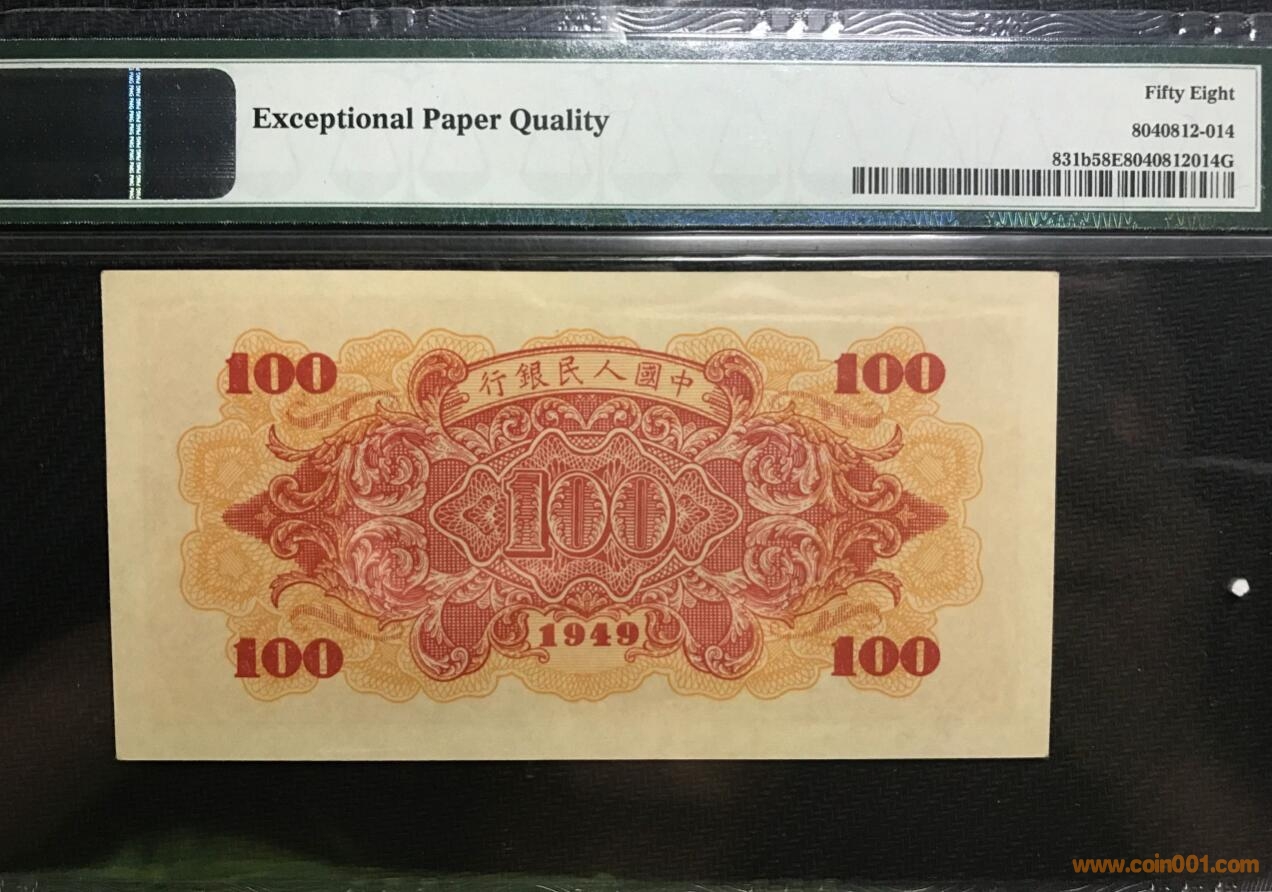 Exceptional Paper Quality
Fifty Eight
8040812-014
831b58E8040812014G
行銀民人國中
100
100
100
1949
100
100
www.coin001.com